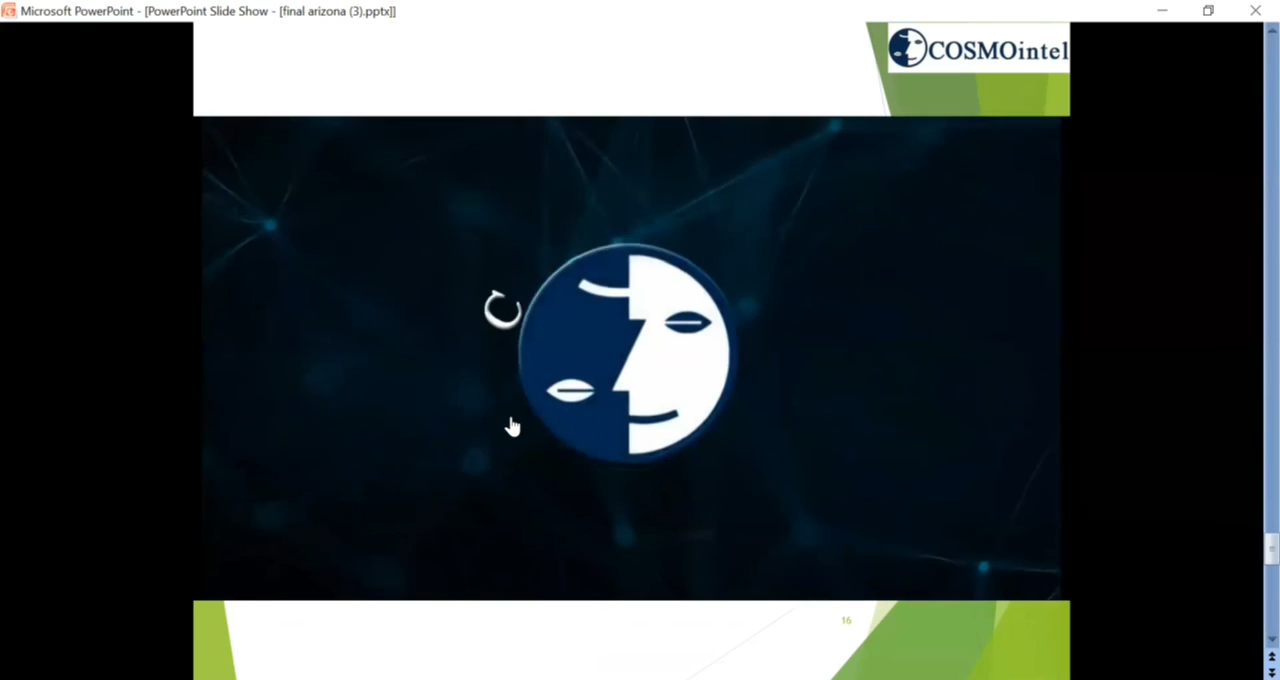 Microsoft PowerPoint - [PowerPoint Slide Show - [final arizona (3).pptx]]
COSMOintel
C
16